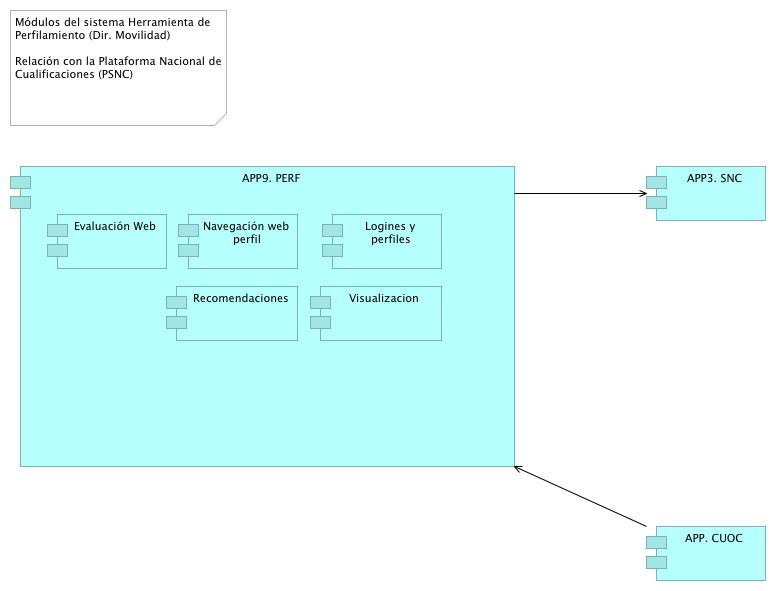 Módulos del sistema Herramienta de
Perfilamiento (Dir. Movilidad)
Relación con la Plataforma Nacional de
Cualificaciones (PSNC)
APP9. PERF
APP3. SNC
Evaluación Web
Navegación web
perfil
Logines y
perfiles
Recomendaciones
Visualizacion
APP. CUOC